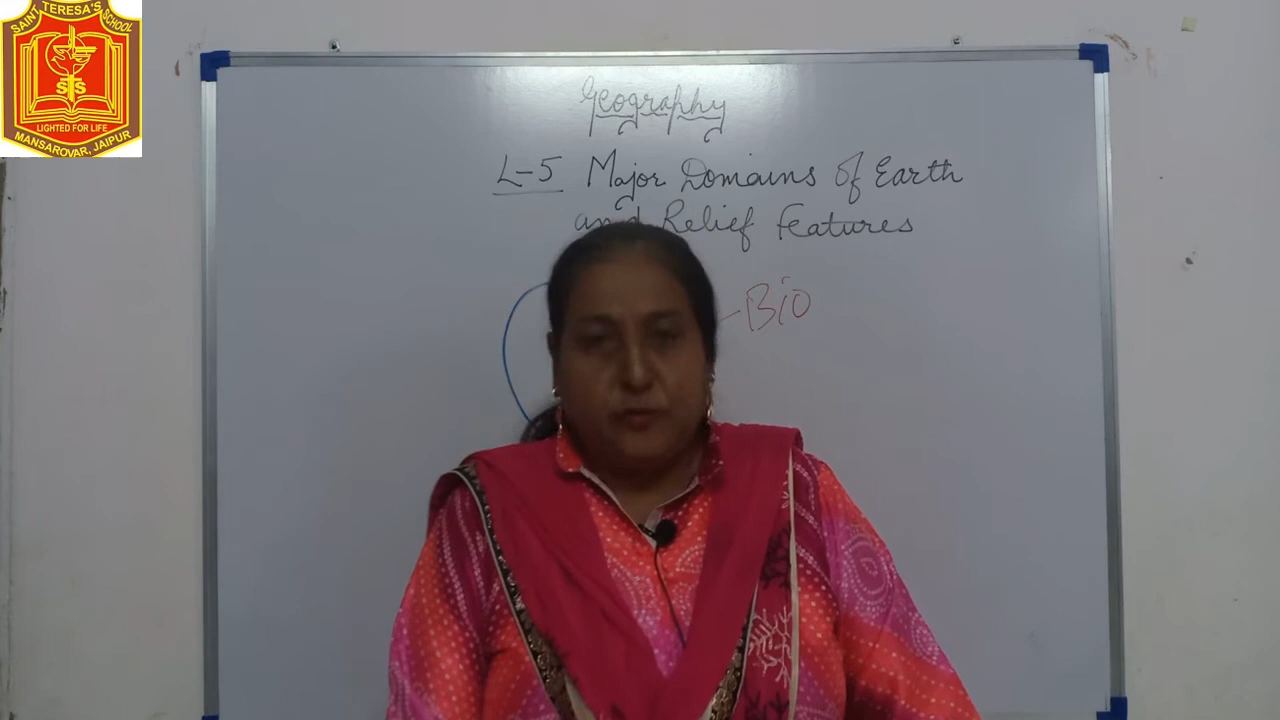 SAINT TERESA'S SCHOOL
STS
LIGHTED FOR LIFE
MANSAROVAR, JAIPUR
Geography
L-5 Major Domains of Earth
and Relief Features
Bio